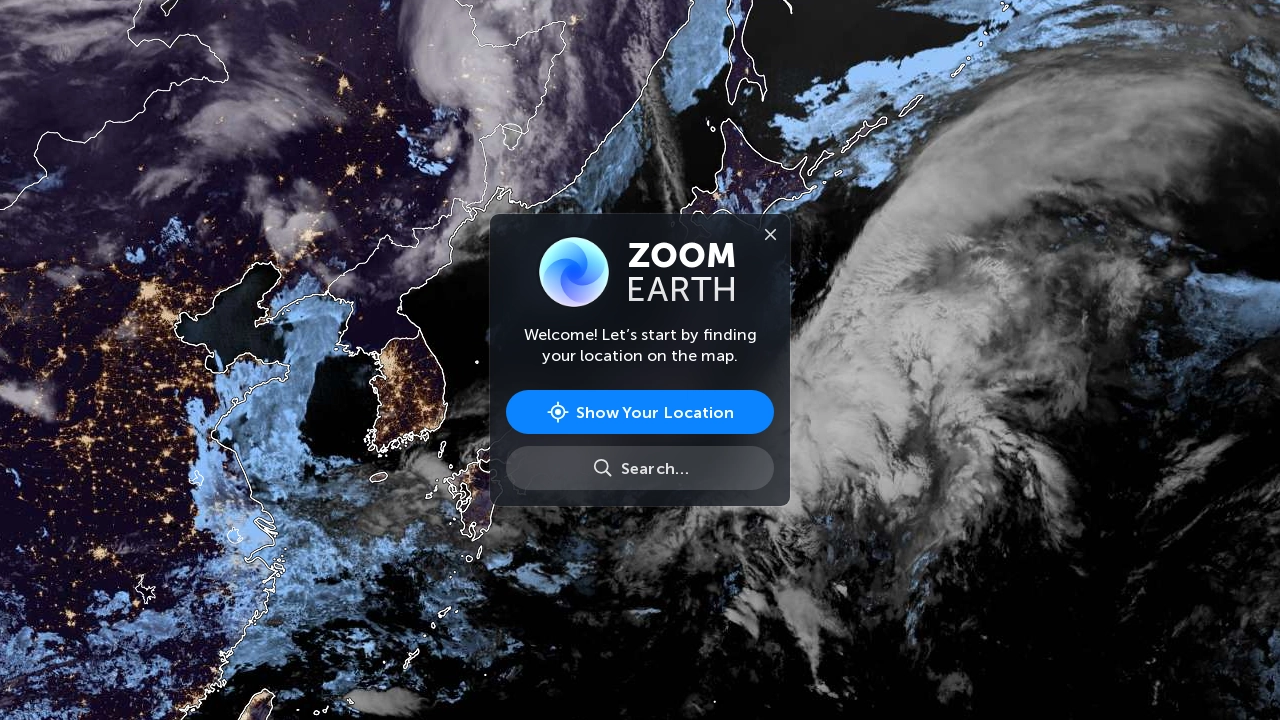 ZOOM
EARTH
Welcome! Let’s start by finding
your location on the map.
Show Your Location
Search…